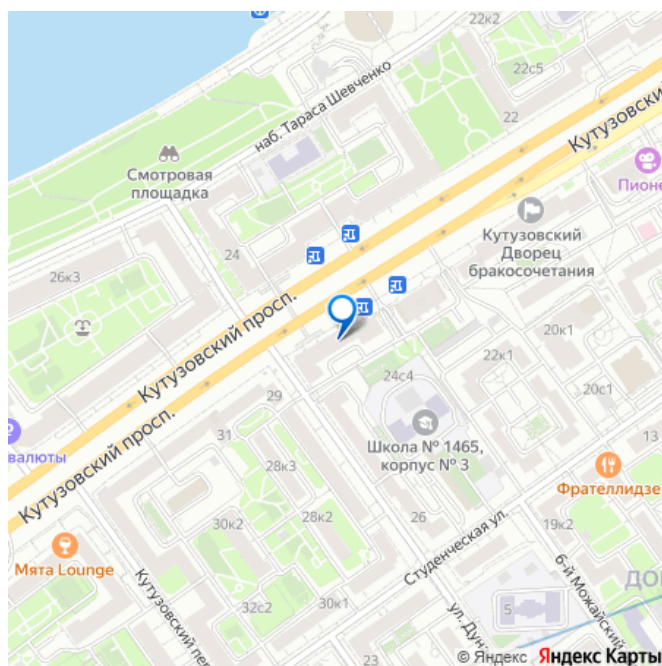 22к2
22с5
наб. Тараса Шевченко
22
Кутузовский
Смотровая
площадка
Пионе
Кутузовский
Дворец
бракосочетания
24
26к3
Кутузовский просп.
20к1
22к1
24с4
20с1
29
валюты
31
Школа № 1465,
корпус № 3
13
28к3
Кутузовский просп.
Фрателлидзе
30к2
28к2
26
Студенческая ул.
19к2
Мята Lounge
6-й Можайский
ДО
Кутузовский пер
32с2
30к1
ул. Дун
5
© Яндекс Яндекс Карты